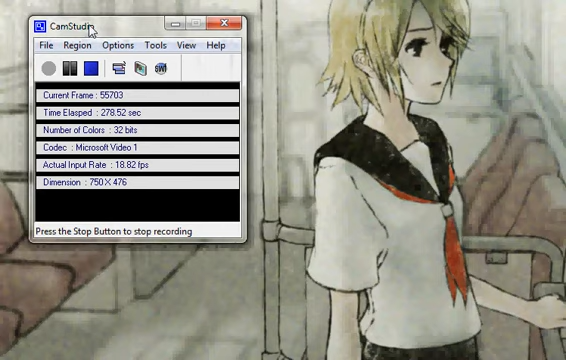 CamStudio
File Region Options Tools View Help
Current Frame : 55703
Time Elasped : 278.52 sec
Number of Colors : 32 bits
Codec : Microsoft Video 1
Actual Input Rate : 18.82 fps
Dimension : 750 X 476
Press the Stop Button to stop recording